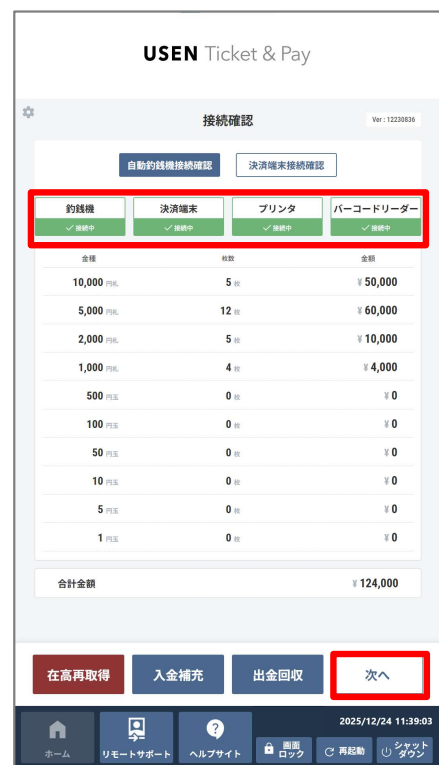 USEN Ticket & Pay
接続確認
Ver : 12230836
自動釣銭機接続確認 決済端末接続確認
釣銭機 決済端末 プリンタ バーコードリーダー
✓ 接続中 ✓ 接続中 ✓ 接続中 ✓ 接続中
金種 枚数 金額
10,000 円札 5 枚 ¥ 50,000
5,000 円札 12 枚 ¥ 60,000
2,000 円札 5 枚 ¥ 10,000
1,000 円札 4 枚 ¥ 4,000
500 円玉 0 枚 ¥ 0
100 円玉 0 枚 ¥ 0
50 円玉 0 枚 ¥ 0
10 円玉 0 枚 ¥ 0
5 円玉 0 枚 ¥ 0
1 円玉 0 枚 ¥ 0
合計金額 ¥ 124,000
在高再取得 入金補充 出金回収 次へ
2025/12/24 11:39:03
ホーム リモートサポート ヘルプサイト 画面ロック 再起動 シャットダウン